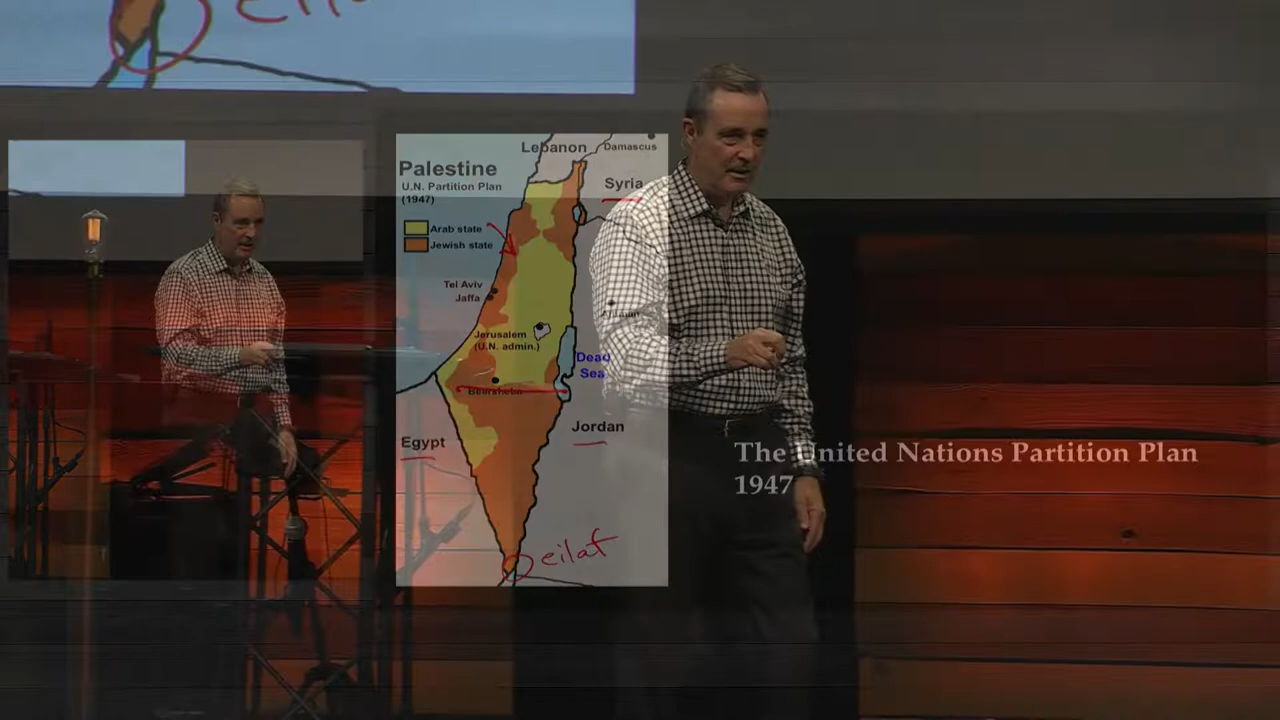 Lebanon
Damascus
Palestine
U.N. Partition Plan
(1947)
Syria
Arab state
Jewish state
Tel Aviv
Jaffa
Amman
Jerusalem
(U.N. admin.)
Dead
Sea
Beersheba
Jordan
Egypt
The United Nations Partition Plan
1947
eilat